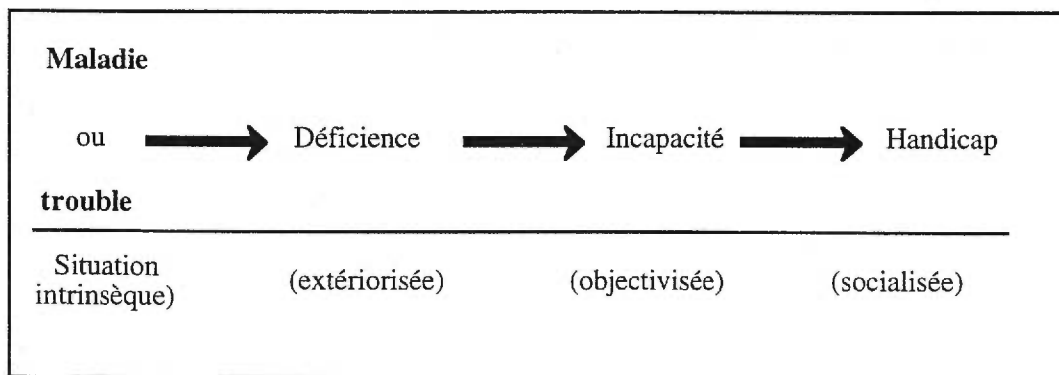 Maladie
ou Déficience Incapacité Handicap
trouble
Situation
intrinsèque) (extériorisée) (objectivisée) (socialisée)